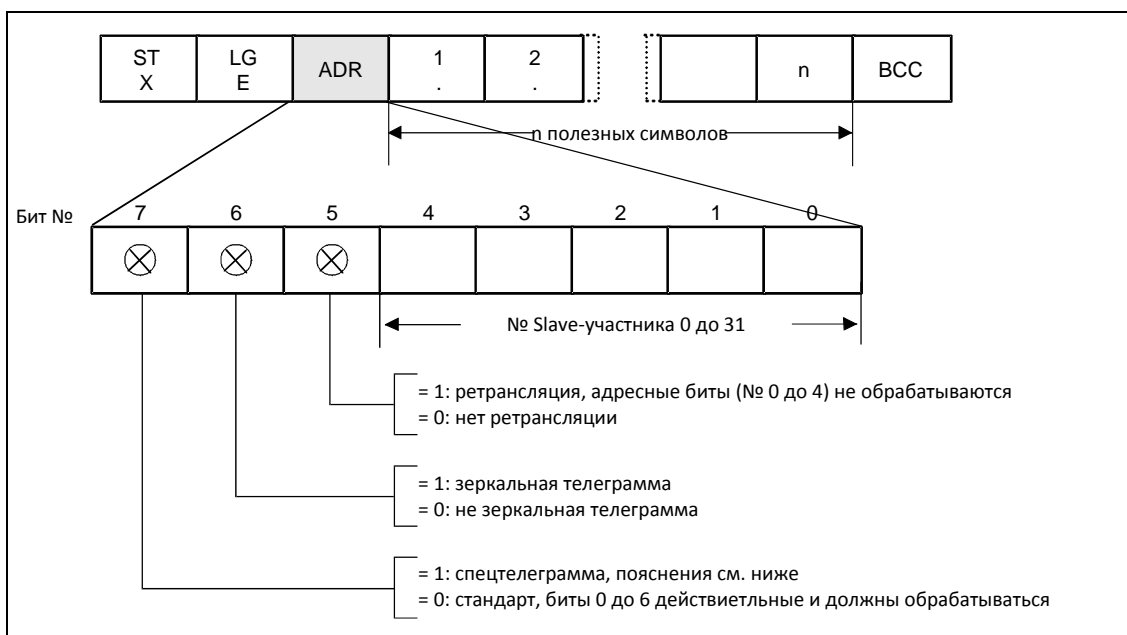 ST X LG E ADR 1 . 2 . n BCC
n полезных символов
Бит № 7 6 5 4 3 2 1 0
№ Slave-участника 0 до 31
= 1: ретрансляция, адресные биты (№ 0 до 4) не обрабатываются
= 0: нет ретрансляции
= 1: зеркальная телеграмма
= 0: не зеркальная телеграмма
= 1: спецтелеграмма, пояснения см. ниже
= 0: стандарт, биты 0 до 6 действиетльные и должны обрабатываться